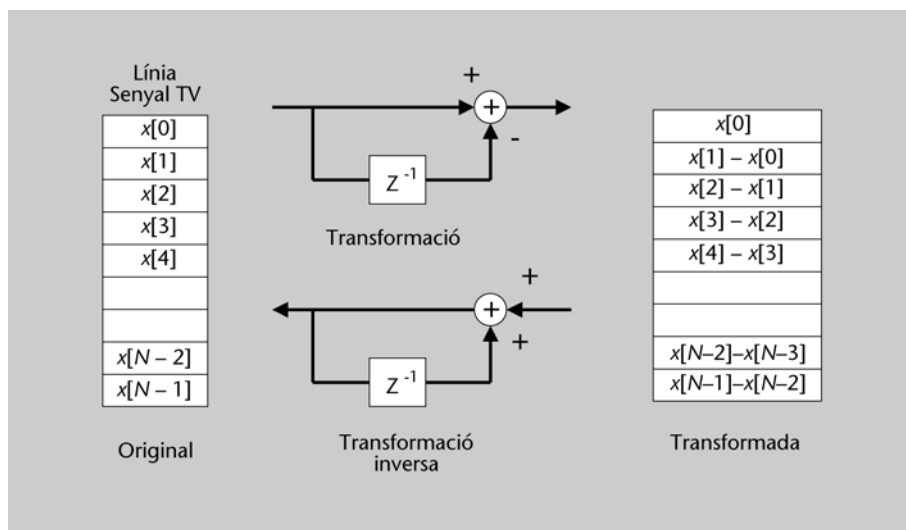 Línia
Senyal TV
x[0]
x[1]
x[2]
x[3]
x[4]
x[N – 2]
x[N – 1]
Original
+
+
-
Z⁻¹
Transformació
+
+
+
Z⁻¹
Transformació
inversa
x[0]
x[1] – x[0]
x[2] – x[1]
x[3] – x[2]
x[4] – x[3]
x[N–2]–x[N–3]
x[N–1]–x[N–2]
Transformada